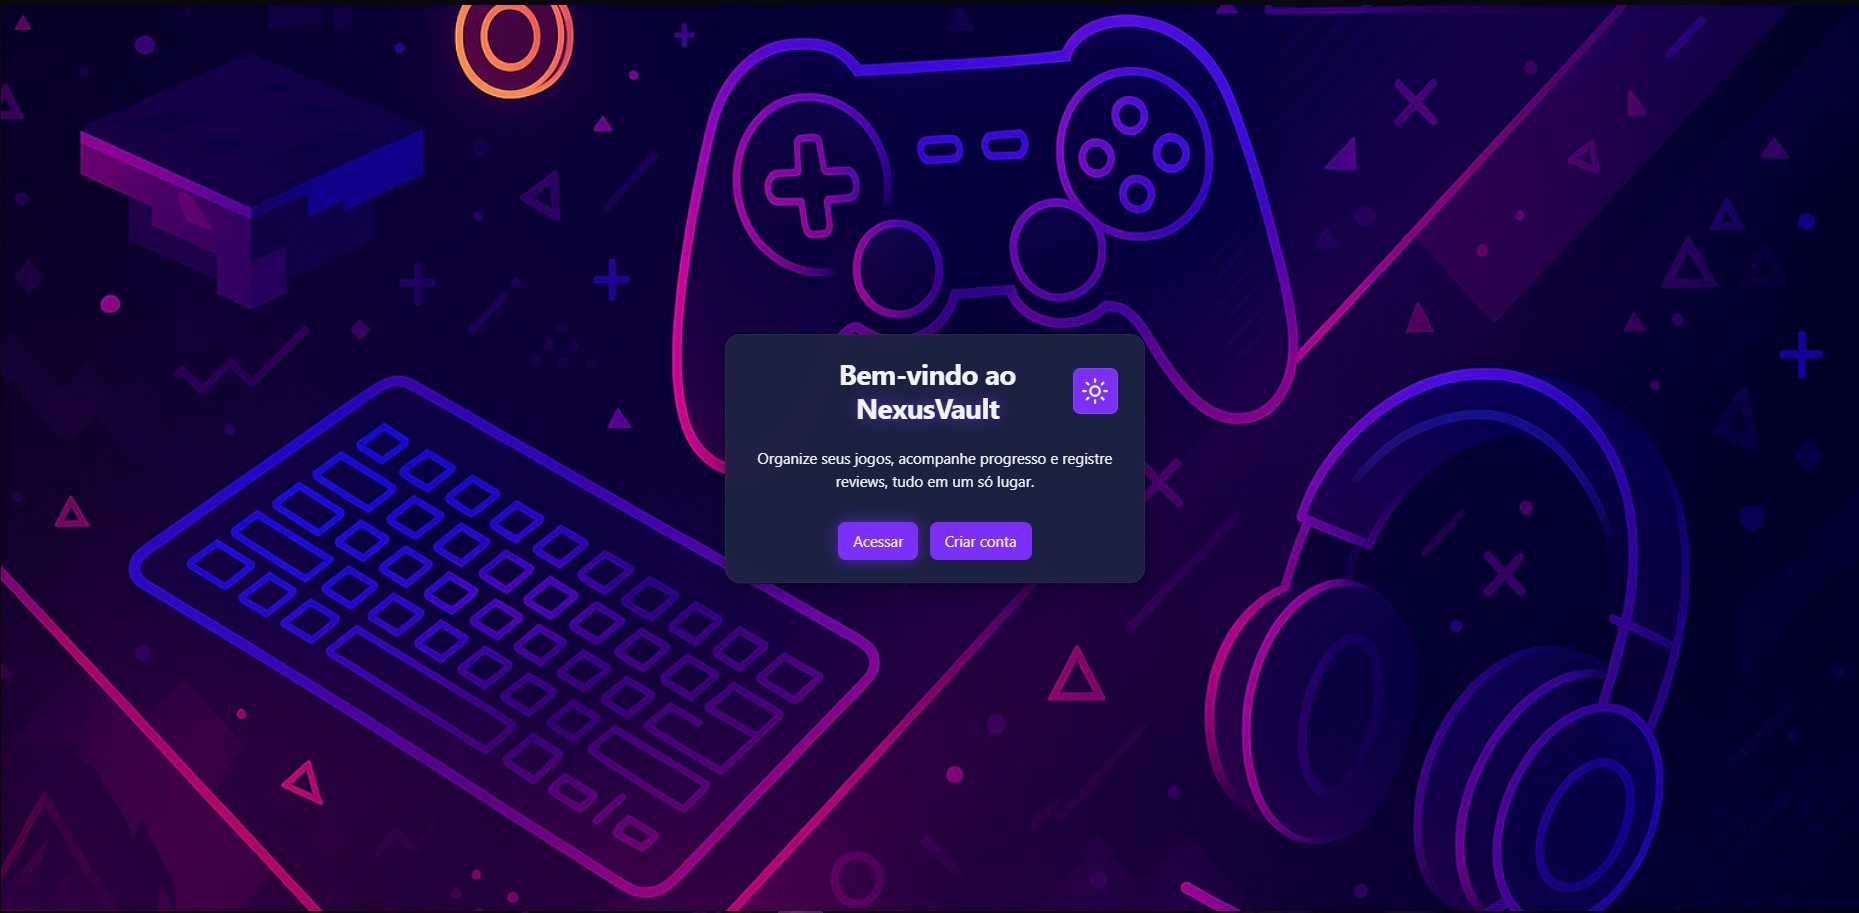 Bem-vindo ao
NexusVault
Organize seus jogos, acompanhe progresso e registre
reviews, tudo em um só lugar.
Acessar
Criar conta